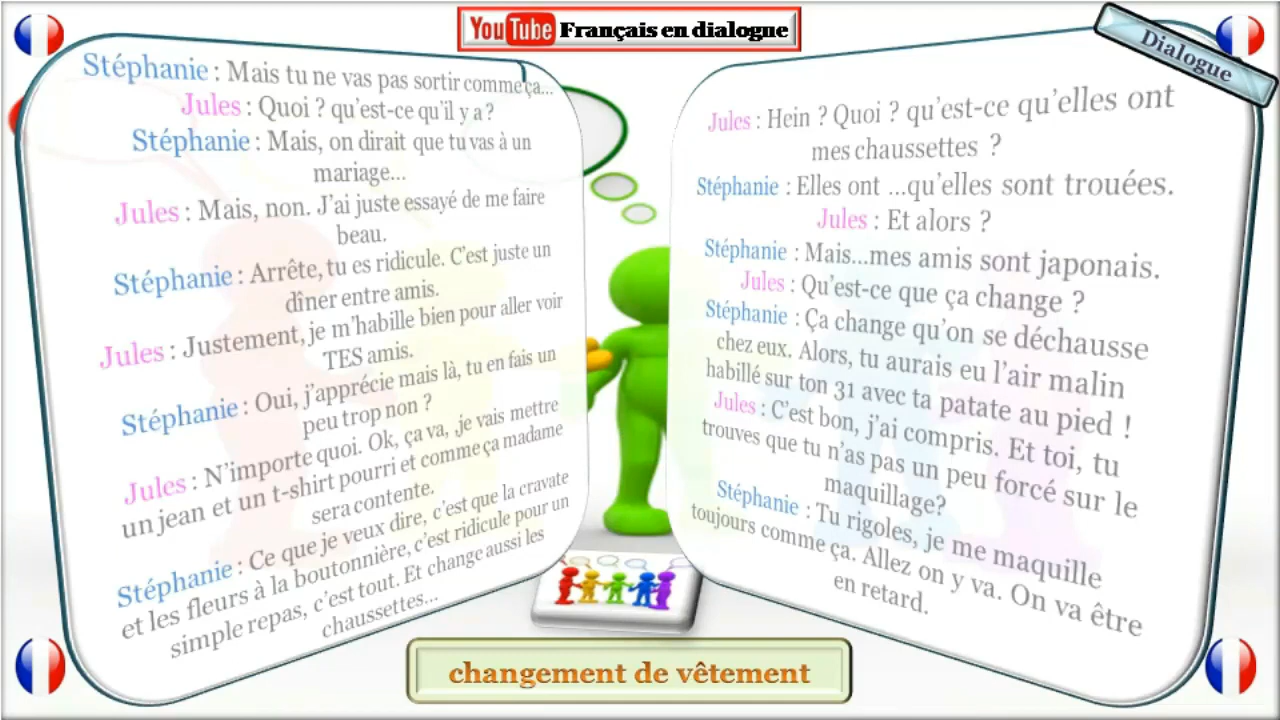 YouTube Français en dialogue
Dialogue
Stéphanie : Mais tu ne vas pas sortir comme ça...
Jules : Quoi ? qu'est-ce qu'il y a ?
Stéphanie : Mais, on dirait que tu vas à un
mariage...
Jules : Mais, non. J'ai juste essayé de me faire
beau.
Stéphanie : Arrête, tu es ridicule. C'est juste un
dîner entre amis.
Jules : Justement, je m'habille bien pour aller voir
TES amis.
Stéphanie : Oui, j'apprécie mais là, tu en fais un
peu trop non ?
Jules : N'importe quoi. Ok, ça va, je vais mettre
un jean et un t-shirt pourri et comme ça madame
sera contente.
Stéphanie : Ce que je veux dire, c'est que la cravate
et les fleurs à la boutonnière, c'est ridicule pour un
simple repas, c'est tout. Et change aussi les
chaussettes...
Jules : Hein ? Quoi ? qu'est-ce qu'elles ont
mes chaussettes ?
Stéphanie : Elles ont ...qu'elles sont trouées.
Jules : Et alors ?
Stéphanie : Mais...mes amis sont japonais.
Jules : Qu'est-ce que ça change ?
Stéphanie : Ça change qu'on se déchausse
chez eux. Alors, tu aurais eu l'air malin
habillé sur ton 31 avec ta patate au pied !
Jules : C'est bon, j'ai compris. Et toi, tu
trouves que tu n'as pas un peu forcé sur le
maquillage?
Stéphanie : Tu rigoles, je me maquille
toujours comme ça. Allez on y va. On va être
en retard.
changement de vêtement